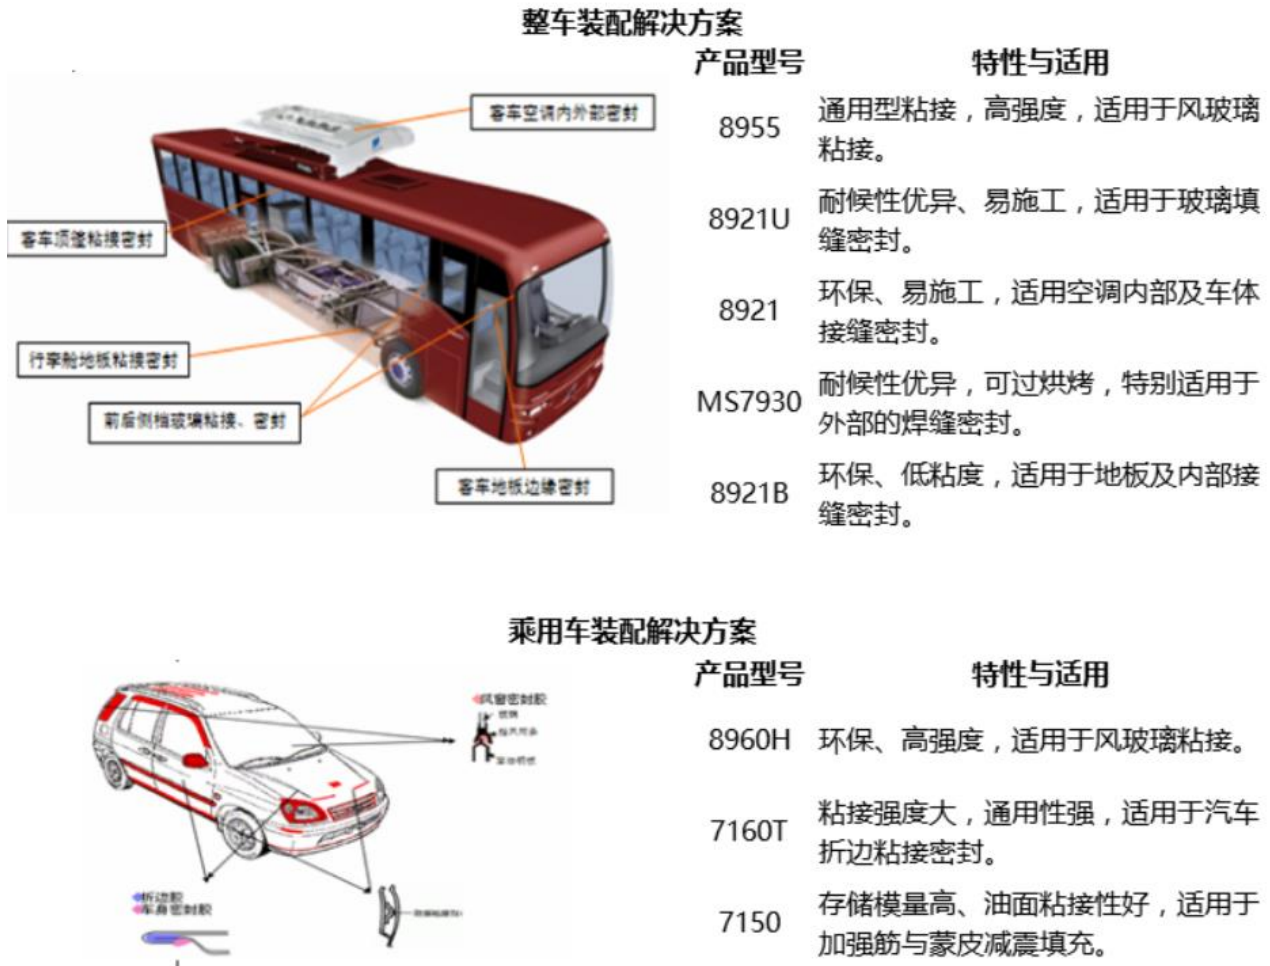 整车装配解决方案
产品型号 特性与适用
客车空调内外部密封
8955 通用型粘接，高强度，适用于风玻璃
粘接。
客车顶篷粘接密封
8921U 耐候性优异、易施工，适用于玻璃填
缝密封。
8921 环保、易施工，适用空调内部及车体
接缝密封。
行李舱地板粘接密封
MS7930 耐候性优异，可过烘烤，特别适用于
外部的焊缝密封。
前后侧档玻璃粘接、密封
客车地板边缘密封
8921B 环保、低粘度，适用于地板及内部接
缝密封。
乘用车装配解决方案
产品型号 特性与适用
风窗密封胶
8960H 环保、高强度，适用于风玻璃粘接。
7160T 粘接强度大，通用性强，适用于汽车
折边粘接密封。
折边胶
车身密封胶
7150 存储模量高、油面粘接性好，适用于
加强筋与蒙皮减震填充。